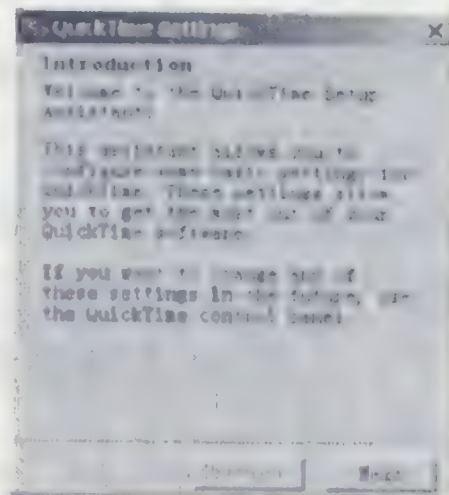 QuickTime Settings
Introduction
Welcome to the QuickTime Setup
Assistant.
This assistant allows you to
configure some basic settings for
QuickTime. These settings allow
you to get the most out of your
QuickTime software.
If you want to change any of
these settings in the future, use
the QuickTime control panel.
Next